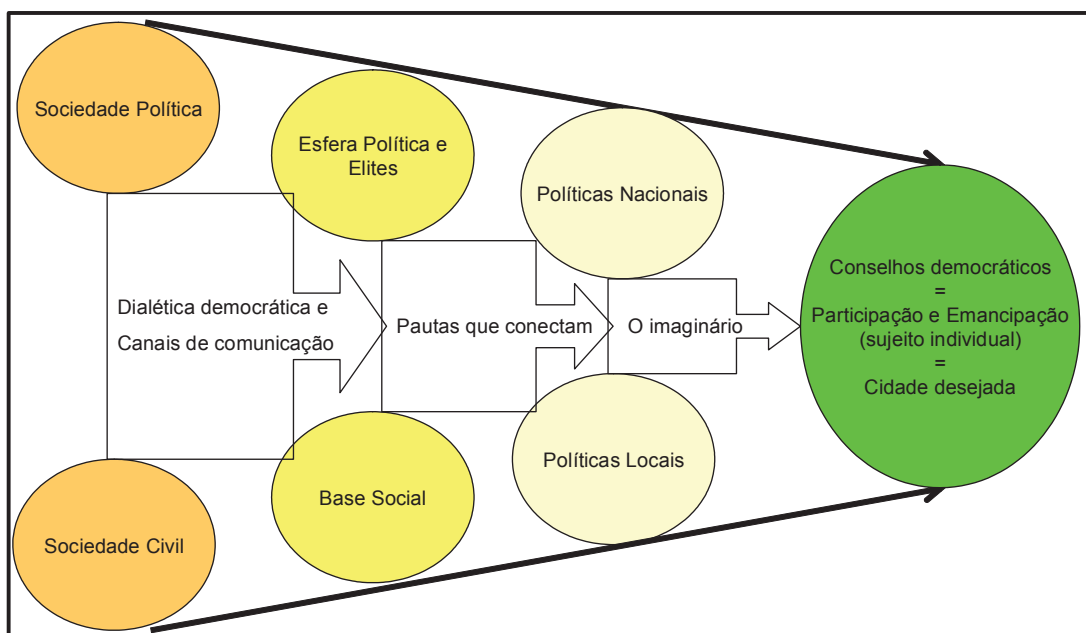 Sociedade Política
Esfera Política e
Elites
Políticas Nacionais
Dialética democrática e
Canais de comunicação
Pautas que conectam
O imaginário
Conselhos democráticos
=
Participação e Emancipação
(sujeito individual)
=
Cidade desejada
Sociedade Civil
Base Social
Políticas Locais